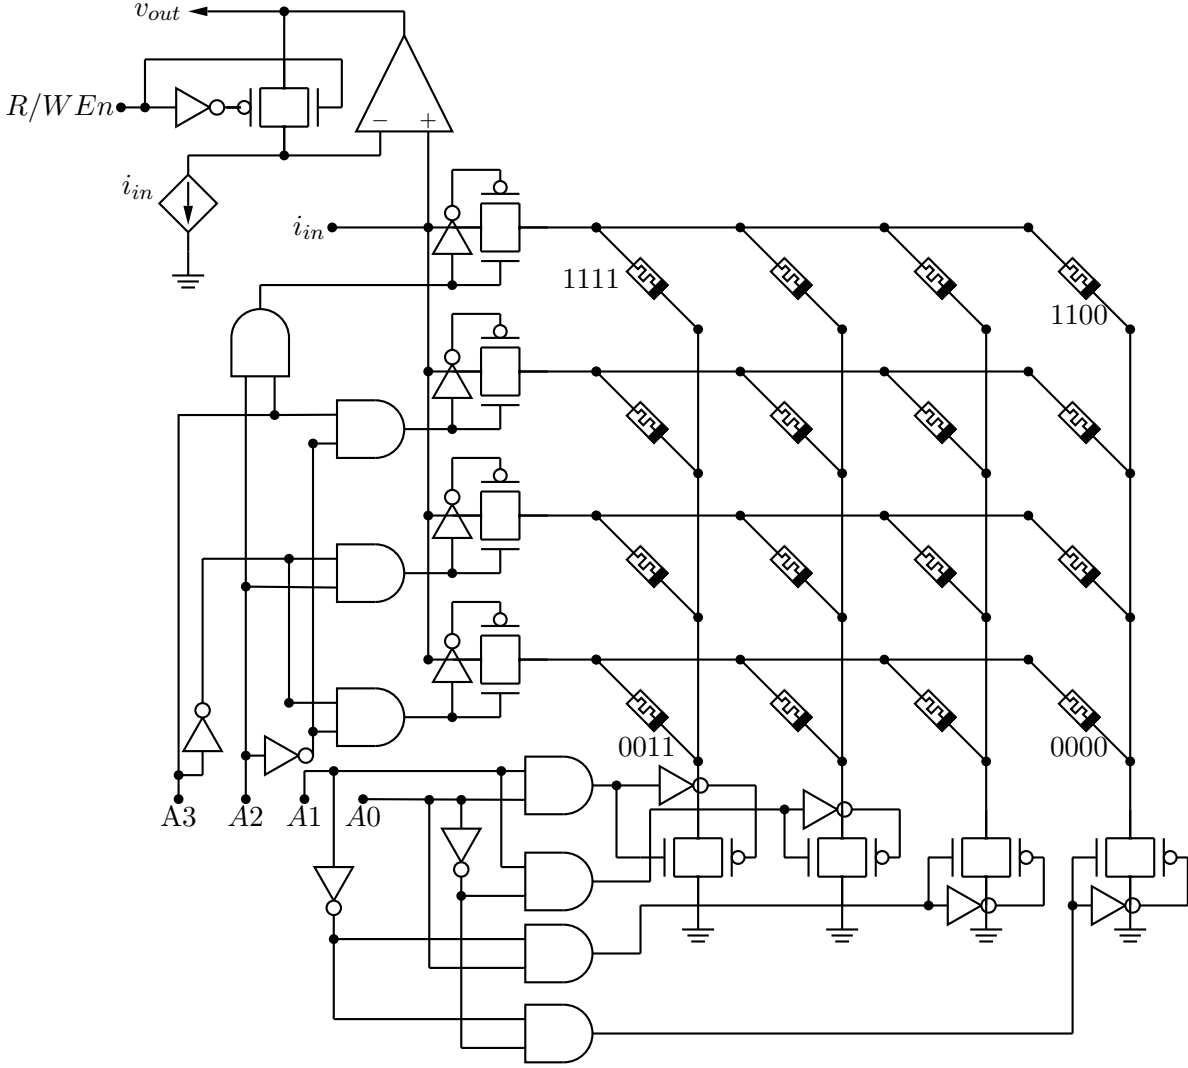 v_out
R/WEn
− +
i_in
i_in
1111
1100
0011
0000
A3 A2 A1 A0